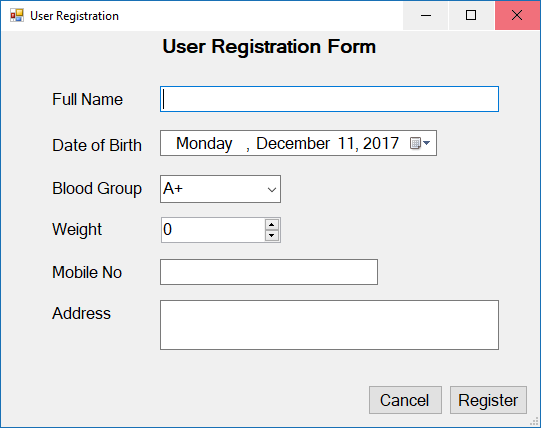 User Registration
User Registration Form
Full Name
Date of Birth Monday , December 11, 2017
Blood Group A+
Weight 0
Mobile No
Address
Cancel Register